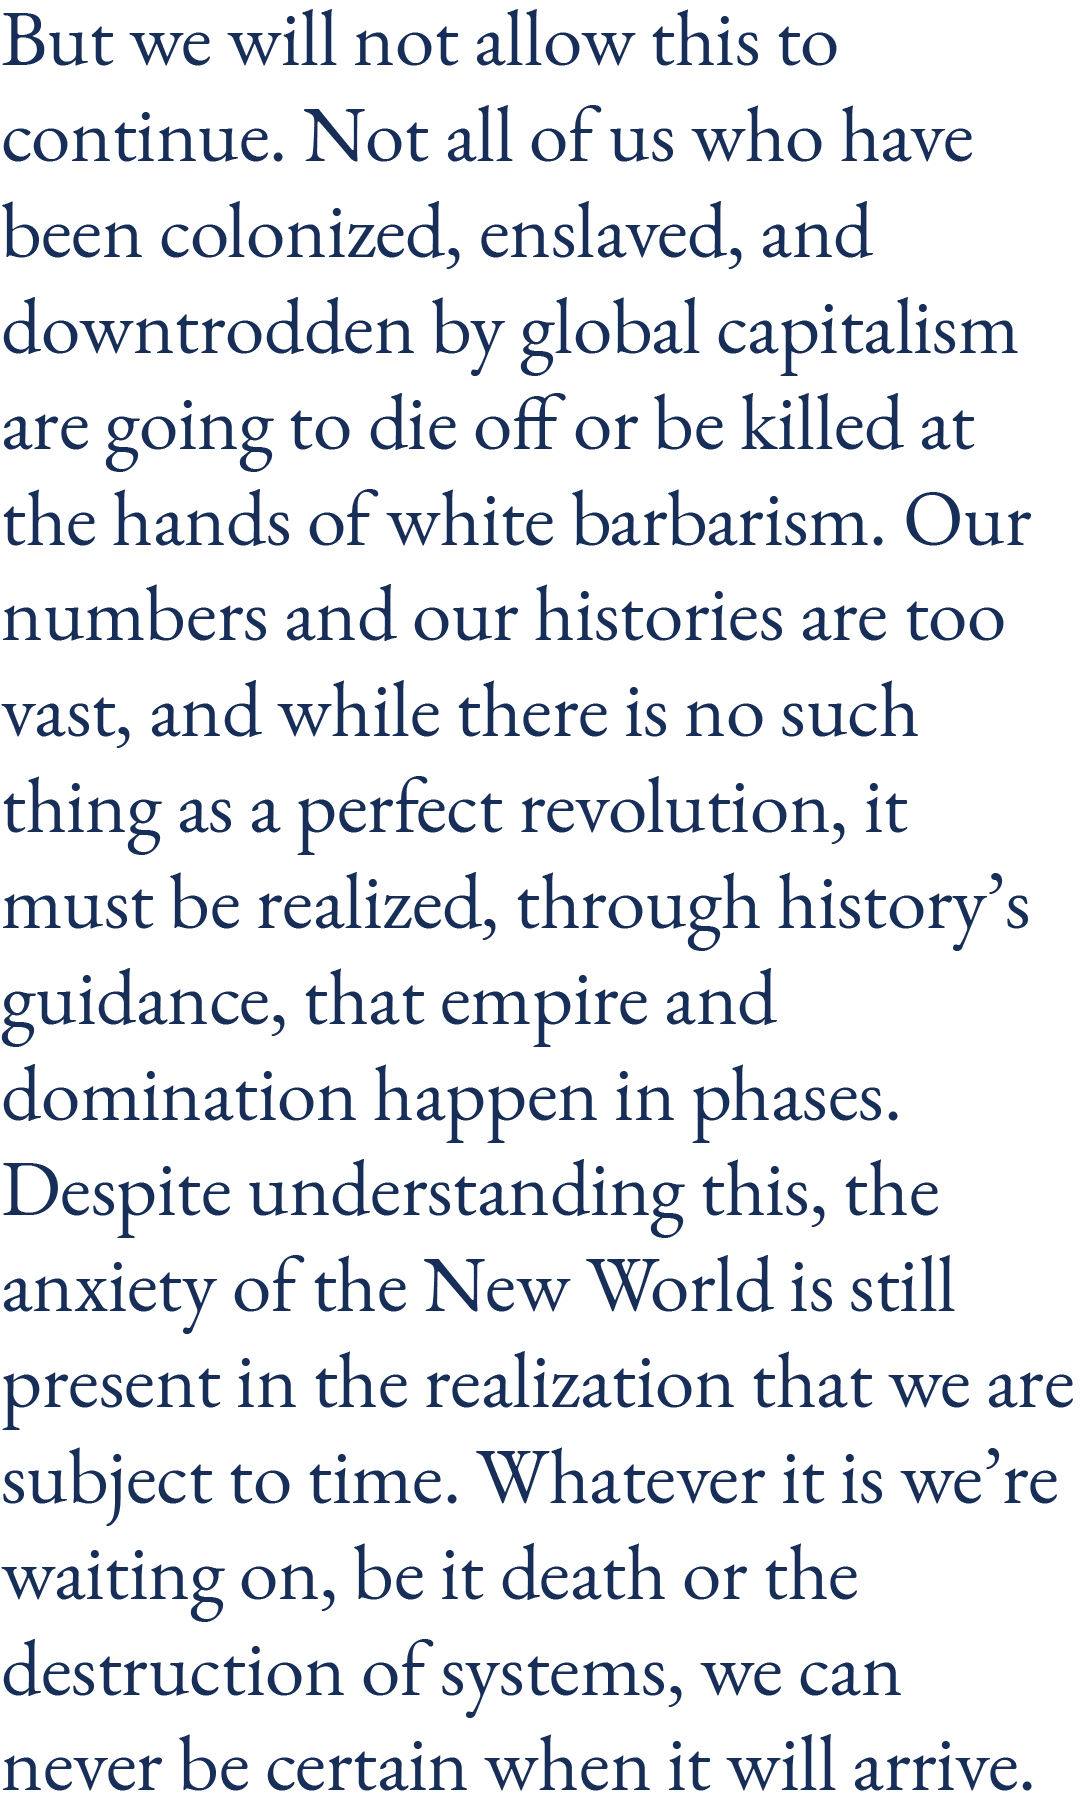 But we will not allow this to
continue. Not all of us who have
been colonized, enslaved, and
downtrodden by global capitalism
are going to die off or be killed at
the hands of white barbarism. Our
numbers and our histories are too
vast, and while there is no such
thing as a perfect revolution, it
must be realized, through history’s
guidance, that empire and
domination happen in phases.
Despite understanding this, the
anxiety of the New World is still
present in the realization that we are
subject to time. Whatever it is we’re
waiting on, be it death or the
destruction of systems, we can
never be certain when it will arrive.